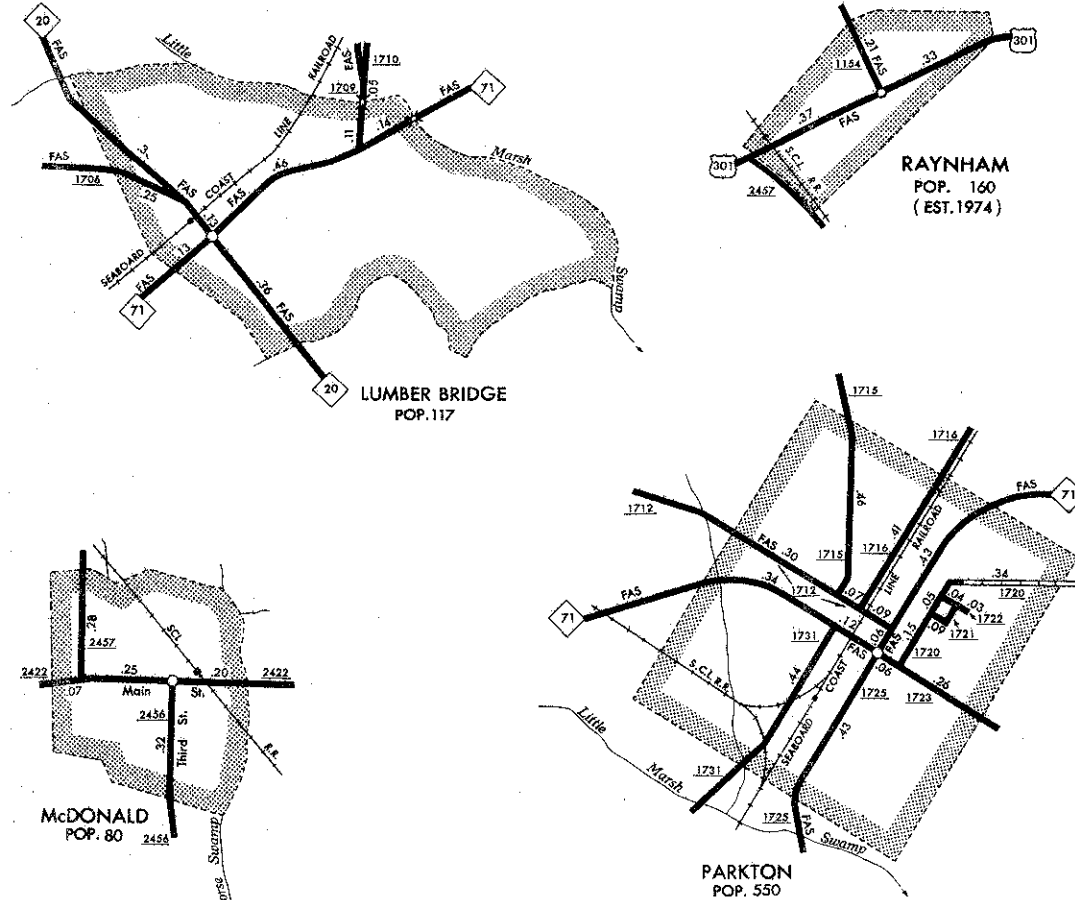 20
FAS
Little
RAILROAD
FAS
1710
1709
.05
.11
.14
FAS
71
Marsh
Swamp
LINE
COAST
SEABOARD
FAS
1706
.25
FAS
.13
.46
FAS
FAS
.13
71
.36
FAS
20
LUMBER BRIDGE
POP. 117
.21 FAS
1154
.33
301
.37
FAS
S.C.L. R.R.
301
2457
RAYNHAM
POP. 160
( EST. 1974 )
.28
2457
SCL
R.R.
2422
.07
.25
Main St.
.20
2422
2456
.32
Third St.
2456
McDONALD
POP. 80
Swamp
1715
1716
FAS
71
1712
FAS
.30
.46
1715
.41
1716
RAILROAD
LINE
.43
FAS
71
.34
1712
.07
.09
.12
FAS
.06
FAS
.06
.15
.05
.04
.03
.09
.34
1720
1722
1721
1720
1731
.44
S.C.L. R.R.
COAST
SEABOARD
1725
.43
1723
.26
Little
Marsh
Swamp
1731
1725
FAS
PARKTON
POP. 550